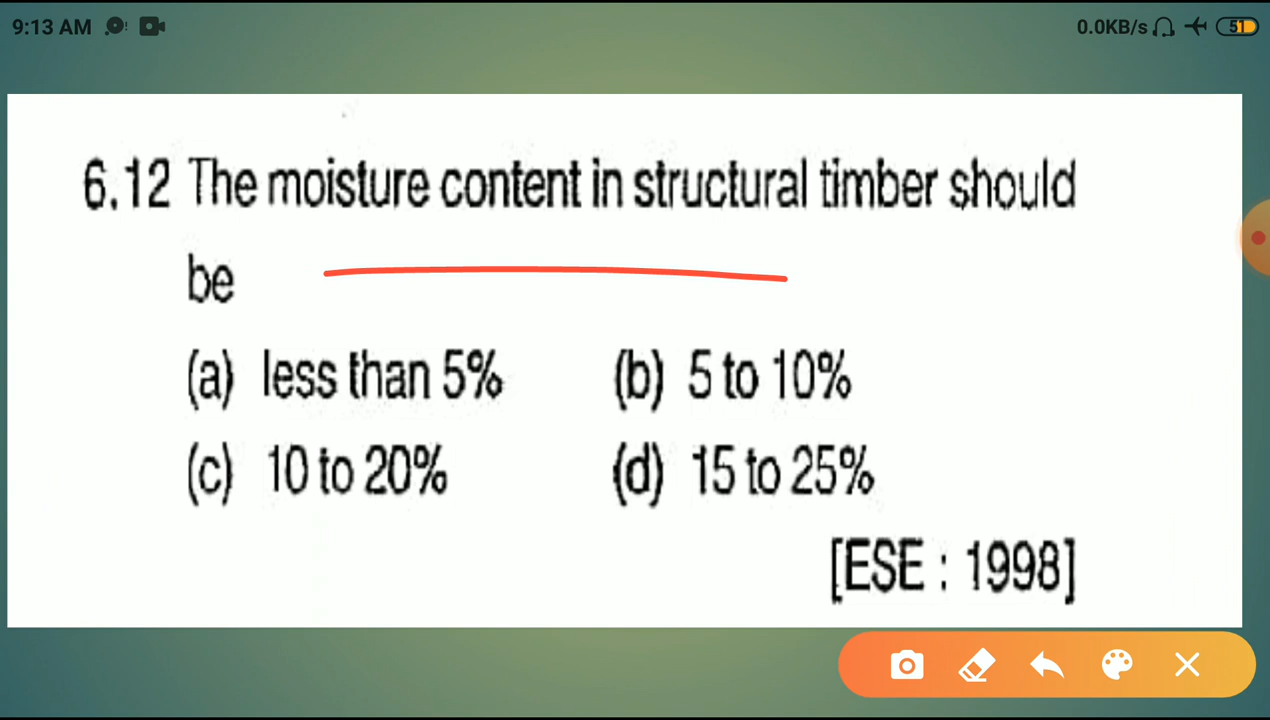 9:13 AM
0.0KB/s
51
6.12 The moisture content in structural timber should
be
(a) less than 5% (b) 5 to 10%
(c) 10 to 20% (d) 15 to 25%
[ESE : 1998]